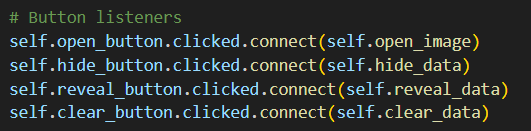 # Button listeners
self.open_button.clicked.connect(self.open_image)
self.hide_button.clicked.connect(self.hide_data)
self.reveal_button.clicked.connect(self.reveal_data)
self.clear_button.clicked.connect(self.clear_data)